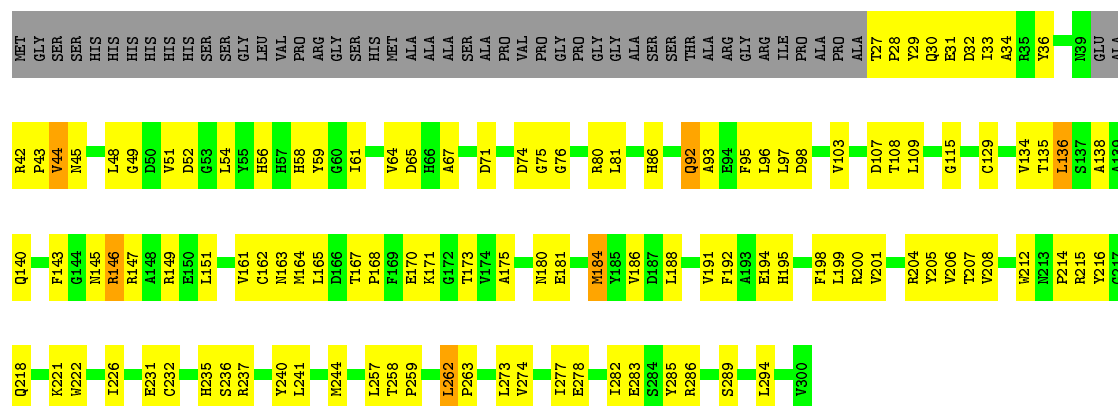 MET GLY SER SER HIS HIS HIS HIS HIS HIS SER SER GLY LEU VAL PRO ARG GLY SER HIS MET ALA ALA ALA SER ALA PRO VAL PRO GLY GLY PRO GLY GLY ALA SER SER THR ALA ARG GLY ARG ILE PRO ALA PRO ALA T27 P28 Y29 Q30 E31 D32 I33 A34 R35 Y36 N39 GLU ALA
R42 P43 V44 N45 L48 G49 D50 V51 D52 G53 L54 Y55 H56 H57 H58 Y59 G60 I61 V64 D65 H66 A67 D71 D74 G75 G76 R80 L81 H86 Q92 A93 E94 F95 L96 L97 D98 V103 D107 T108 L109 G115 C129 V134 T135 L136 S137 A138 A139
Q140 F143 G144 N145 R146 R147 A148 R149 E150 L151 V161 C162 N163 M164 L165 D166 T167 P168 F169 E170 K171 G172 T173 V174 A175 N180 E181 M184 Y185 V186 D187 L188 V191 F192 A193 E194 H195 F198 L199 R200 V201 R204 Y205 V206 T207 V208 W212 N213 P214 R215 Y216 G217
Q218 K221 W222 I226 E231 C232 H235 S236 R237 Y240 L241 M244 L257 T258 P259 L262 P263 L273 V274 I277 E278 I282 E283 S284 Y285 R286 S289 L294 V300